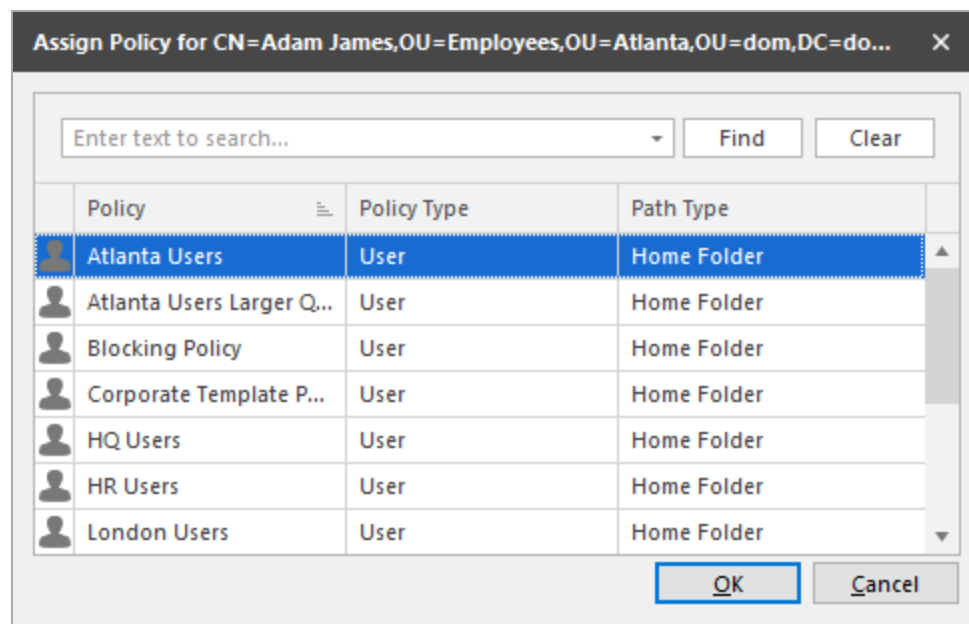 Assign Policy for CN=Adam James,OU=Employees,OU=Atlanta,OU=dom,DC=do...
Enter text to search... Find Clear
Policy Policy Type Path Type
Atlanta Users User Home Folder
Atlanta Users Larger Q... User Home Folder
Blocking Policy User Home Folder
Corporate Template P... User Home Folder
HQ Users User Home Folder
HR Users User Home Folder
London Users User Home Folder
OK Cancel